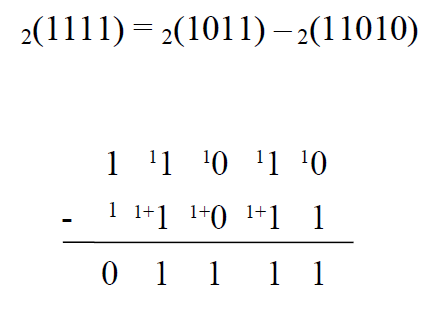 ₂(1111) = ₂(1011) – ₂(11010)
1 ¹1 ¹0 ¹1 ¹0
- ¹ ¹⁺1 ¹⁺0 ¹⁺1 1
0 1 1 1 1